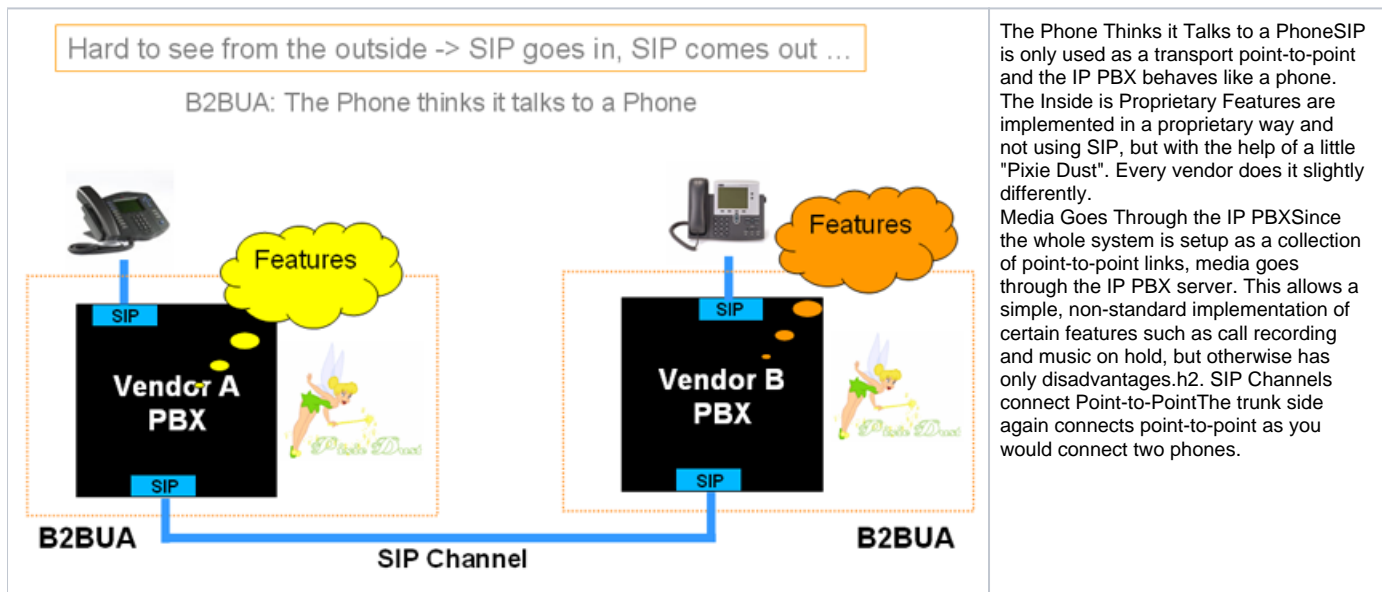 Hard to see from the outside -> SIP goes in, SIP comes out ...
B2BUA: The Phone thinks it talks to a Phone
Features
SIP
Vendor A
PBX
Pixie Dust
SIP
B2BUA
Features
SIP
Vendor B
PBX
Pixie Dust
SIP
B2BUA
SIP Channel
The Phone Thinks it Talks to a PhoneSIP
is only used as a transport point-to-point
and the IP PBX behaves like a phone.
The Inside is Proprietary Features are
implemented in a proprietary way and
not using SIP, but with the help of a little
"Pixie Dust". Every vendor does it slightly
differently.
Media Goes Through the IP PBXSince
the whole system is setup as a collection
of point-to-point links, media goes
through the IP PBX server. This allows a
simple, non-standard implementation of
certain features such as call recording
and music on hold, but otherwise has
only disadvantages.h2. SIP Channels
connect Point-to-PointThe trunk side
again connects point-to-point as you
would connect two phones.